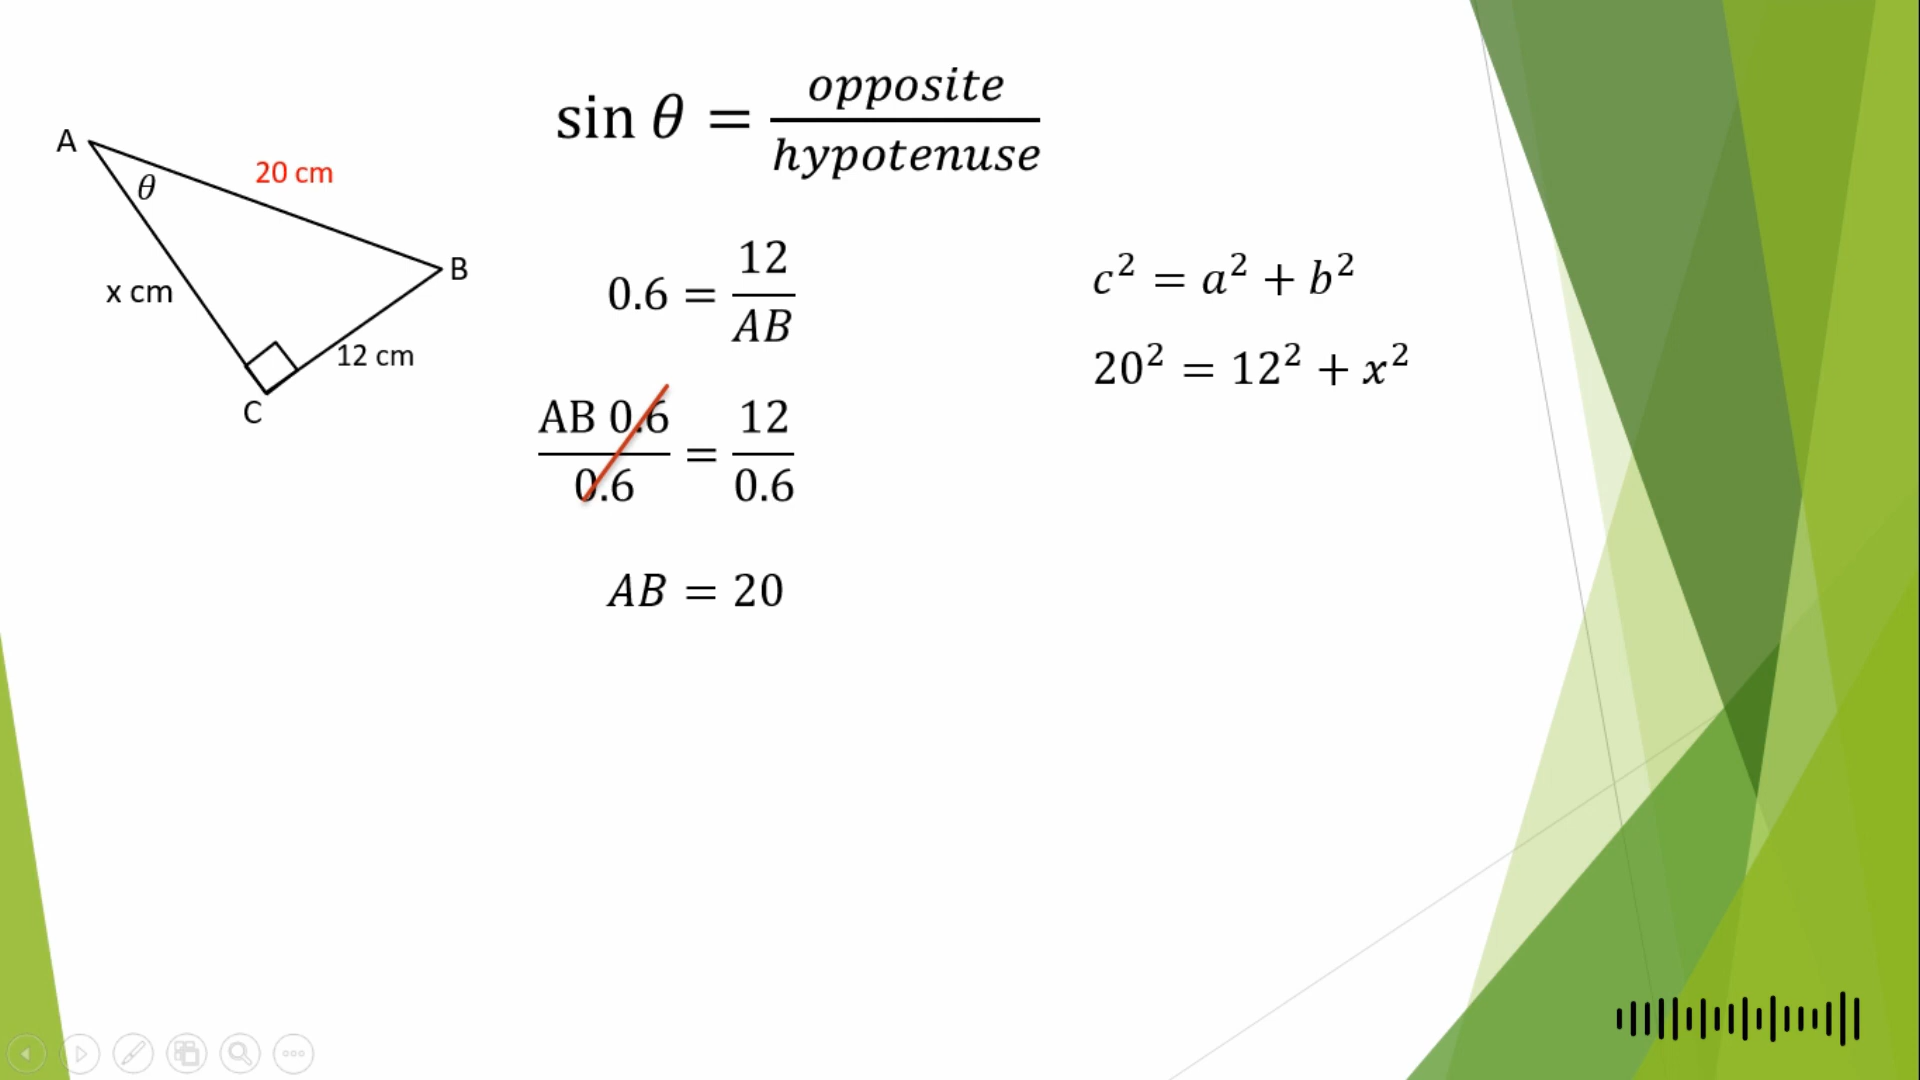 A
θ
20 cm
B
x cm
12 cm
C
sin θ = opposite / hypotenuse
0.6 = 12 / AB
AB 0.6 / 0.6 = 12 / 0.6
AB = 20
c² = a² + b²
20² = 12² + x²